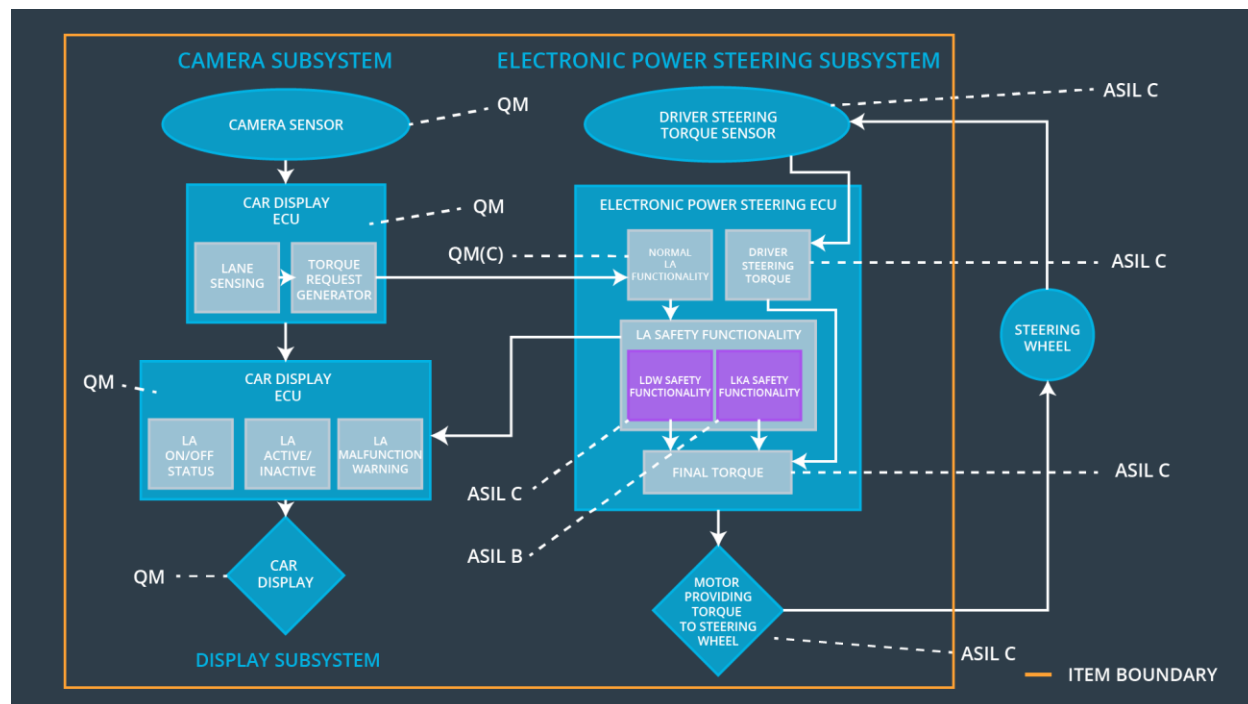 CAMERA SUBSYSTEM
ELECTRONIC POWER STEERING SUBSYSTEM
CAMERA SENSOR
QM
DRIVER STEERING
TORQUE SENSOR
ASIL C
CAR DISPLAY
ECU
QM
LANE
SENSING
TORQUE
REQUEST
GENERATOR
ELECTRONIC POWER STEERING ECU
QM(C)
NORMAL
LA
FUNCTIONALITY
DRIVER
STEERING
TORQUE
ASIL C
LA SAFETY FUNCTIONALITY
LDW SAFETY
FUNCTIONALITY
LKA SAFETY
FUNCTIONALITY
STEERING
WHEEL
CAR DISPLAY
ECU
QM
LA
ON/OFF
STATUS
LA
ACTIVE/
INACTIVE
LA
MALFUNCTION
WARNING
FINAL TORQUE
ASIL C
ASIL C
ASIL B
QM
CAR
DISPLAY
MOTOR
PROVIDING
TORQUE
TO STEERING
WHEEL
ASIL C
DISPLAY SUBSYSTEM
ITEM BOUNDARY